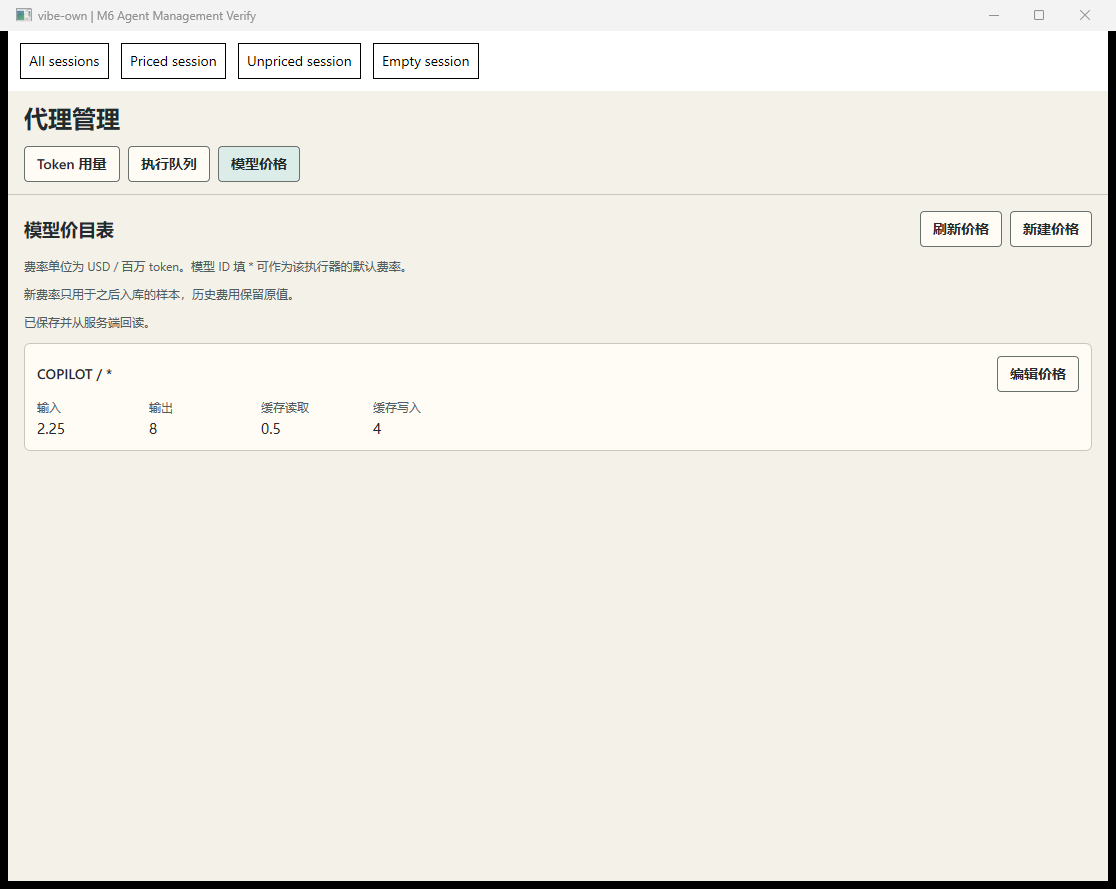 vibe-own | M6 Agent Management Verify
All sessions Priced session Unpriced session Empty session
代理管理
Token 用量 执行队列 模型价格
模型价目表 刷新价格 新建价格
费率单位为 USD / 百万 token。模型 ID 填 * 可作为该执行器的默认费率。
新费率只用于之后入库的样本，历史费用保留原值。
已保存并从服务端回读。
COPILOT / * 编辑价格
输入 输出 缓存读取 缓存写入
2.25 8 0.5 4